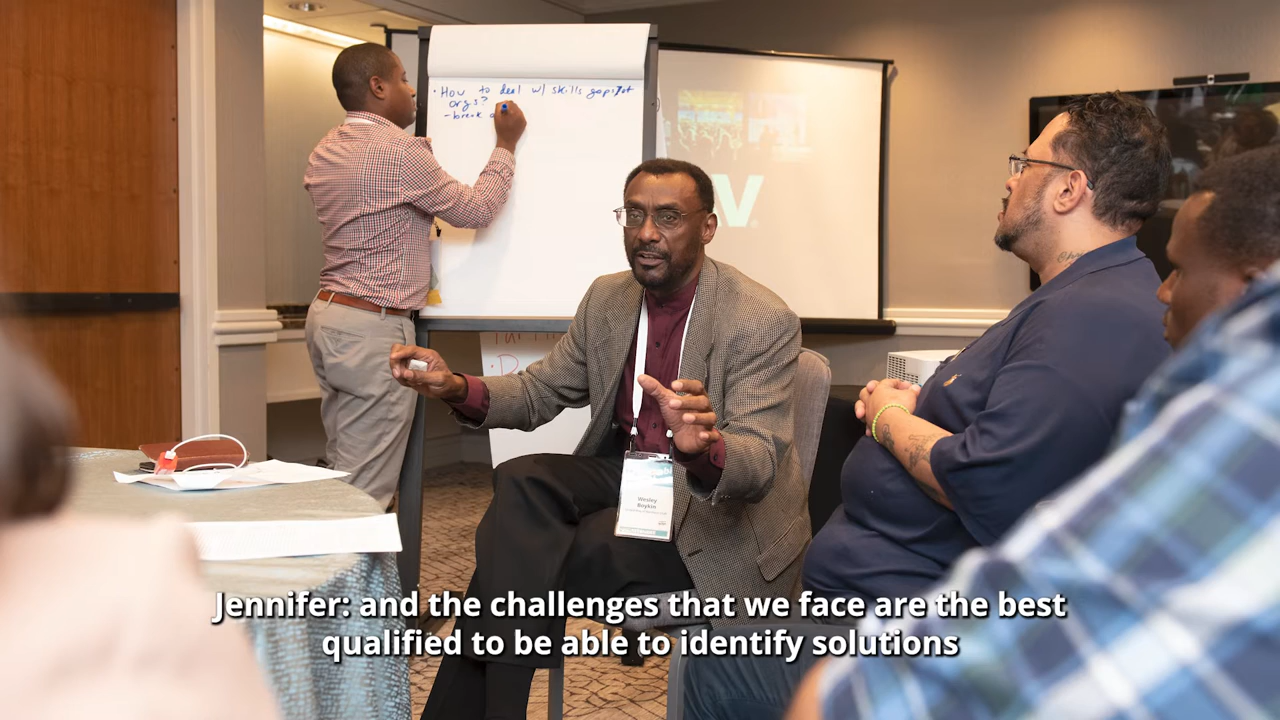 • How to deal w/ skills gap
orgs?
- break
V
Wesley
Boykin
Jennifer: and the challenges that we face are the best
qualified to be able to identify solutions